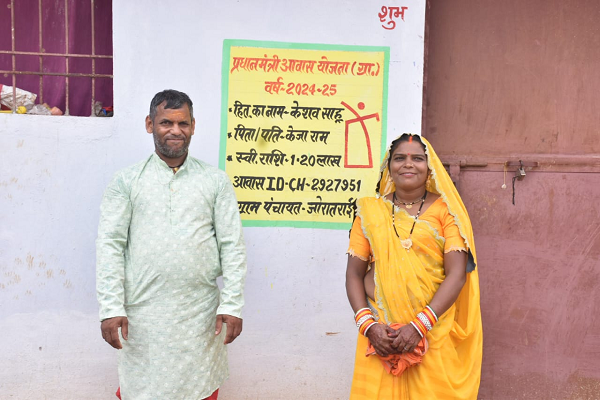 शुभ
प्रधानमंत्री आवास योजना (ग्रा.)
वर्ष-2024-25
• हित.का नाम-केशव साहू
• पिता/पति-केजा राम
• स्वी.राशि-1.20 लास
आवास ID-CH-2927951
ग्राम पंचायत-जोरातराई